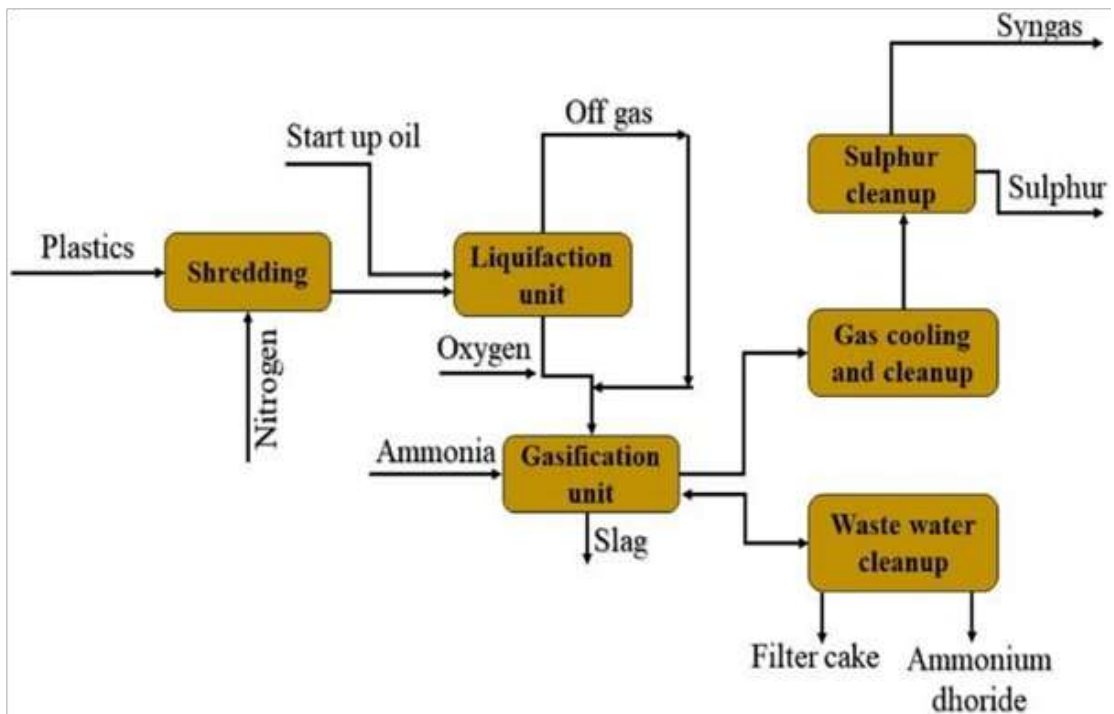 Syngas
Off gas
Start up oil
Sulphur
cleanup
Sulphur
Plastics
Shredding
Liquifaction
unit
Oxygen
Gas cooling
and cleanup
Nitrogen
Ammonia
Gasification
unit
Slag
Waste water
cleanup
Filter cake
Ammonium
dhoride